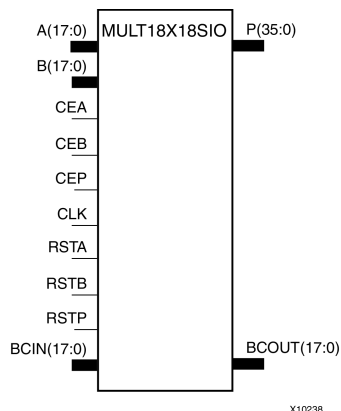 A(17:0) MULT18X18SIO P(35:0)
B(17:0)
CEA
CEB
CEP
CLK
RSTA
RSTB
RSTP
BCIN(17:0) BCOUT(17:0)
X10238